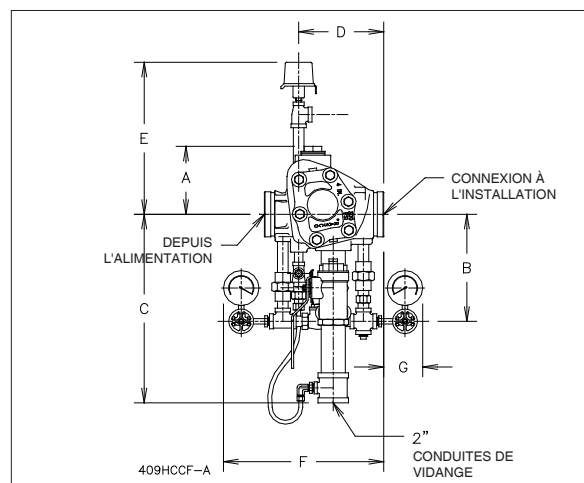 D
E
A
CONNEXION À
L'INSTALLATION
DEPUIS
L'ALIMENTATION
B
C
G
2"
CONDUITES DE
VIDANGE
F
409HCCF-A